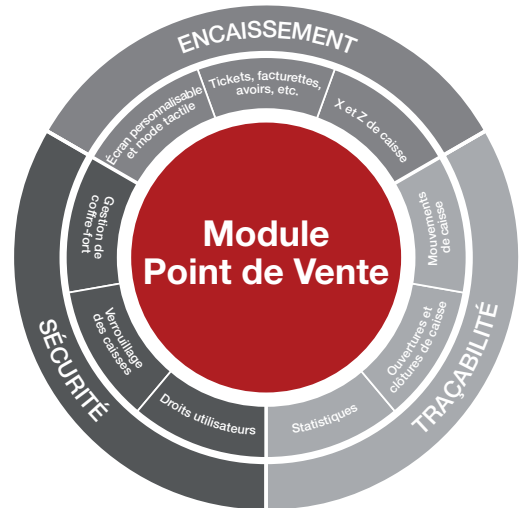 ENCAISSEMENT
Écran personnalisable
et mode tactile
Tickets, facturettes,
avoirs, etc.
X et Z de caisse
Module
Point de Vente
Gestion de
coffre-fort
Verrouillage
des caisses
Droits utilisateurs
SÉCURITÉ
Mouvements
de caisse
Ouvertures et
clôtures de caisse
Statistiques
TRAÇABILITÉ